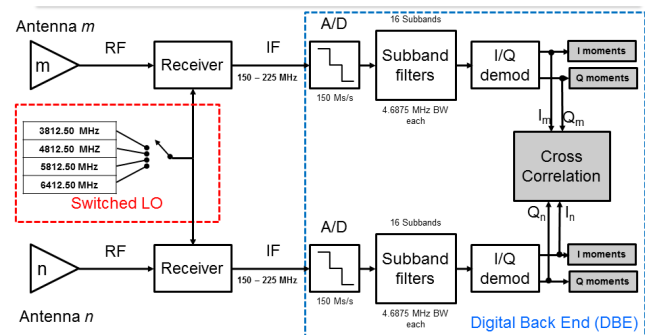 Antenna m
m
RF
Receiver
IF
150 – 225 MHz
A/D
150 Ms/s
16 Subbands
Subband
filters
4.6875 MHz BW
each
I/Q
demod
I moments
Q moments
Im
Qm
3812.50 MHz
4812.50 MHz
5812.50 MHz
6412.50 MHz
Switched LO
Cross
Correlation
Qn
In
n
Antenna n
RF
Receiver
IF
150 – 225 MHz
A/D
150 Ms/s
16 Subbands
Subband
filters
4.6875 MHz BW
each
I/Q
demod
I moments
Q moments
Digital Back End (DBE)